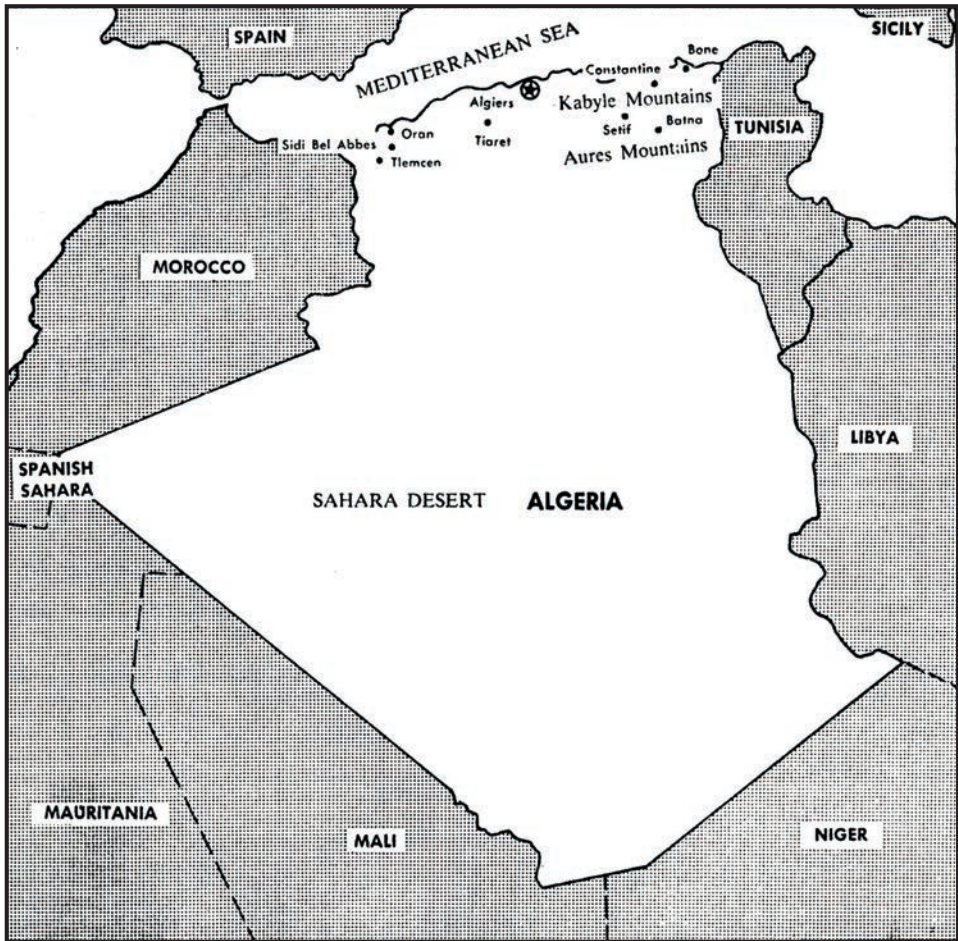 SPAIN
SICILY
MEDITERRANEAN SEA
Bone
Constantine
Algiers
Kabyle Mountains
Oran
Setif
Batna
TUNISIA
Sidi Bel Abbes
Tiaret
Tlemcen
Aures Mountains
MOROCCO
LIBYA
SPANISH
SAHARA
SAHARA DESERT
ALGERIA
MAURITANIA
MALI
NIGER